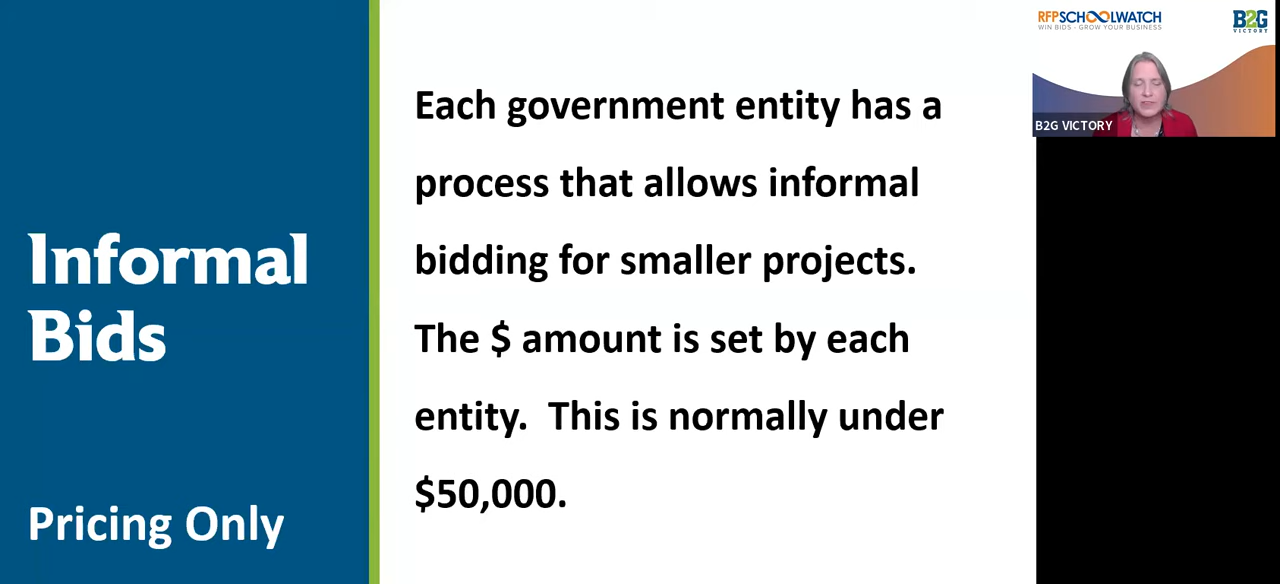 Informal
Bids
Pricing Only
Each government entity has a
process that allows informal
bidding for smaller projects.
The $ amount is set by each
entity.  This is normally under
$50,000.
RFPSCHOOLWATCH
WIN BIDS - GROW YOUR BUSINESS
B2G
VICTORY
B2G VICTORY